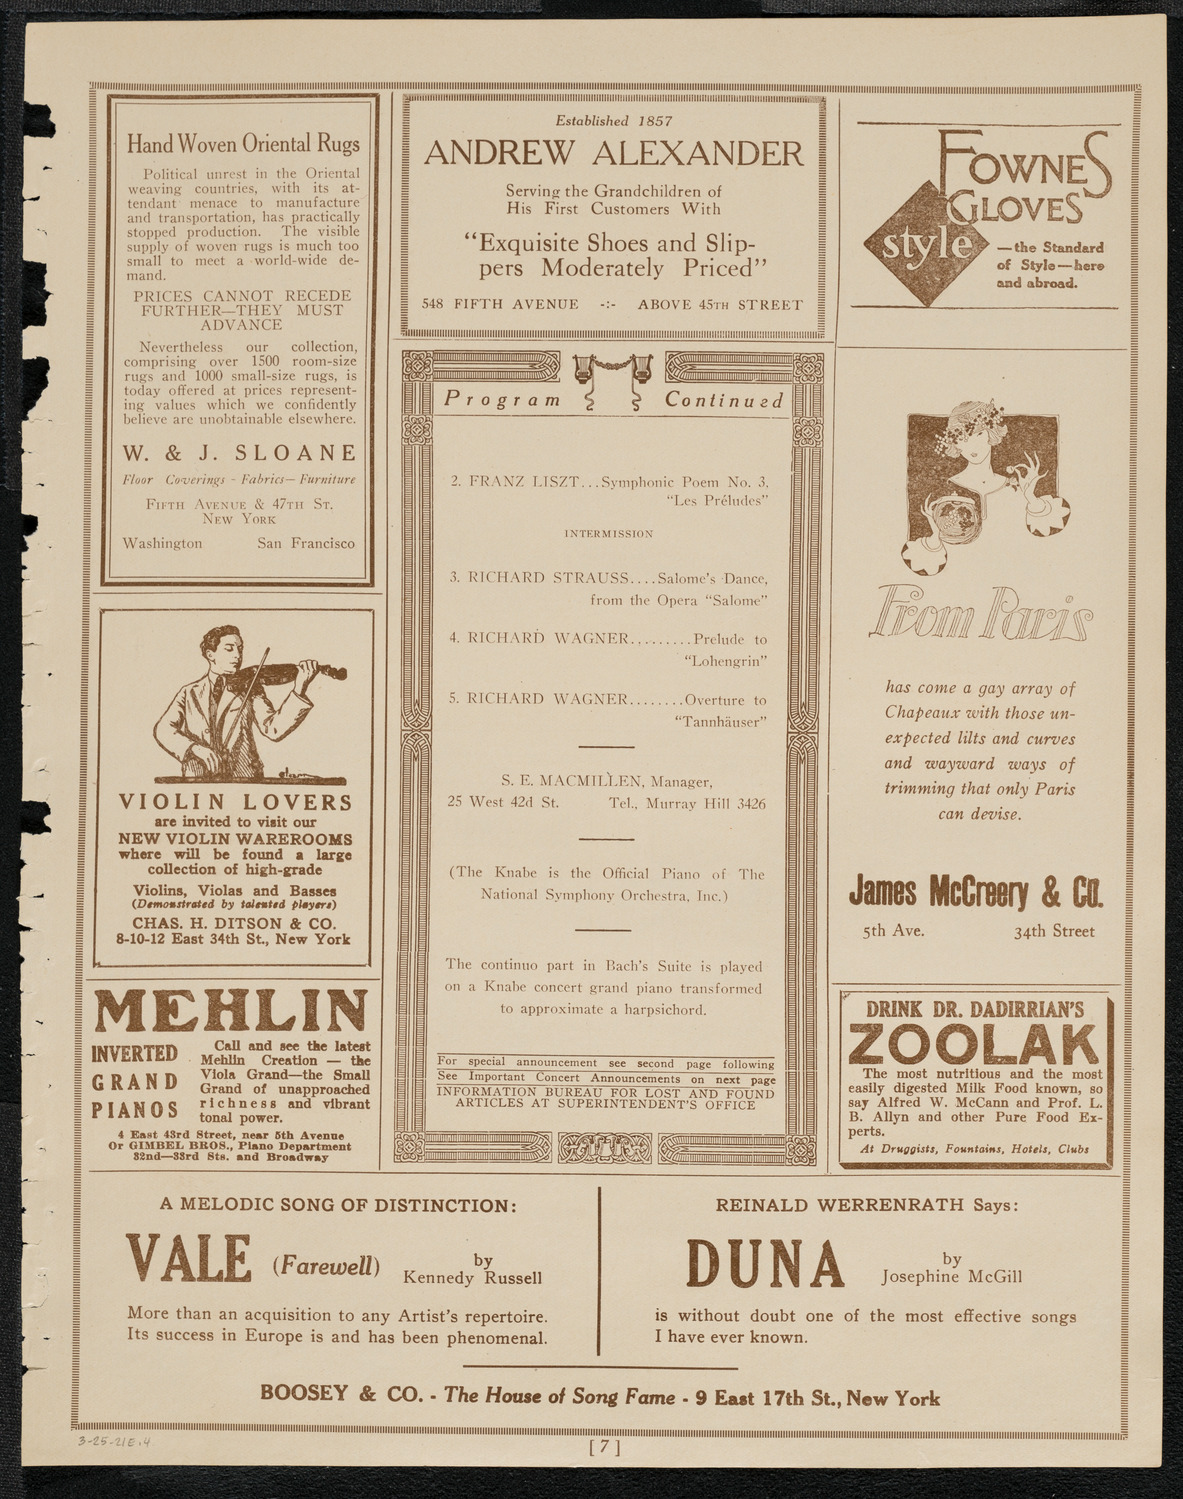 Hand Woven Oriental Rugs
Political unrest in the Oriental
weaving countries, with its at-
tendant menace to manufacture
and transportation, has practically
stopped production. The visible
supply of woven rugs is much too
small to meet a world-wide de-
mand.
PRICES CANNOT RECEDE
FURTHER—THEY MUST
ADVANCE
Nevertheless our collection,
comprising over 1500 room-size
rugs and 1000 small-size rugs, is
today offered at prices represent-
ing values which we confidently
believe are unobtainable elsewhere.
W. & J. SLOANE
Floor Coverings - Fabrics—Furniture
FIFTH AVENUE & 47TH ST.
NEW YORK
Washington San Francisco
VIOLIN LOVERS
are invited to visit our
NEW VIOLIN WAREROOMS
where will be found a large
collection of high-grade
Violins, Violas and Basses
(Demonstrated by talented players)
CHAS. H. DITSON & CO.
8-10-12 East 34th St., New York
MEHLIN
INVERTED
GRAND
PIANOS
Call and see the latest
Mehlin Creation — the
Viola Grand—the Small
Grand of unapproached
richness and vibrant
tonal power.
4 East 43rd Street, near 5th Avenue
Or GIMBEL BROS., Piano Department
32nd—33rd Sts. and Broadway
Established 1857
ANDREW ALEXANDER
Serving the Grandchildren of
His First Customers With
"Exquisite Shoes and Slip-
pers Moderately Priced"
548 FIFTH AVENUE -:- ABOVE 45TH STREET
Program Continued
2. FRANZ LISZT...Symphonic Poem No. 3,
"Les Préludes"
INTERMISSION
3. RICHARD STRAUSS....Salome's Dance,
from the Opera "Salome"
4. RICHARD WAGNER.........Prelude to
"Lohengrin"
5. RICHARD WAGNER........Overture to
"Tannhäuser"
S. E. MACMILLEN, Manager,
25 West 42d St. Tel., Murray Hill 3426
(The Knabe is the Official Piano of The
National Symphony Orchestra, Inc.)
The continuo part in Bach's Suite is played
on a Knabe concert grand piano transformed
to approximate a harpsichord.
For special announcement see second page following
See Important Concert Announcements on next page
INFORMATION BUREAU FOR LOST AND FOUND
ARTICLES AT SUPERINTENDENT'S OFFICE
FOWNES
GLOVES
style
—the Standard
of Style—here
and abroad.
From Paris
has come a gay array of
Chapeaux with those un-
expected lilts and curves
and wayward ways of
trimming that only Paris
can devise.
James McCreery & Co.
5th Ave. 34th Street
DRINK DR. DADIRRIAN'S
ZOOLAK
The most nutritious and the most
easily digested Milk Food known, so
say Alfred W. McCann and Prof. L.
B. Allyn and other Pure Food Ex-
perts.
At Druggists, Fountains, Hotels, Clubs
A MELODIC SONG OF DISTINCTION:
VALE (Farewell) by
Kennedy Russell
More than an acquisition to any Artist's repertoire.
Its success in Europe is and has been phenomenal.
REINALD WERRENRATH Says:
DUNA by
Josephine McGill
is without doubt one of the most effective songs
I have ever known.
BOOSEY & CO. - The House of Song Fame - 9 East 17th St., New York
3-25-21E.4
[7]